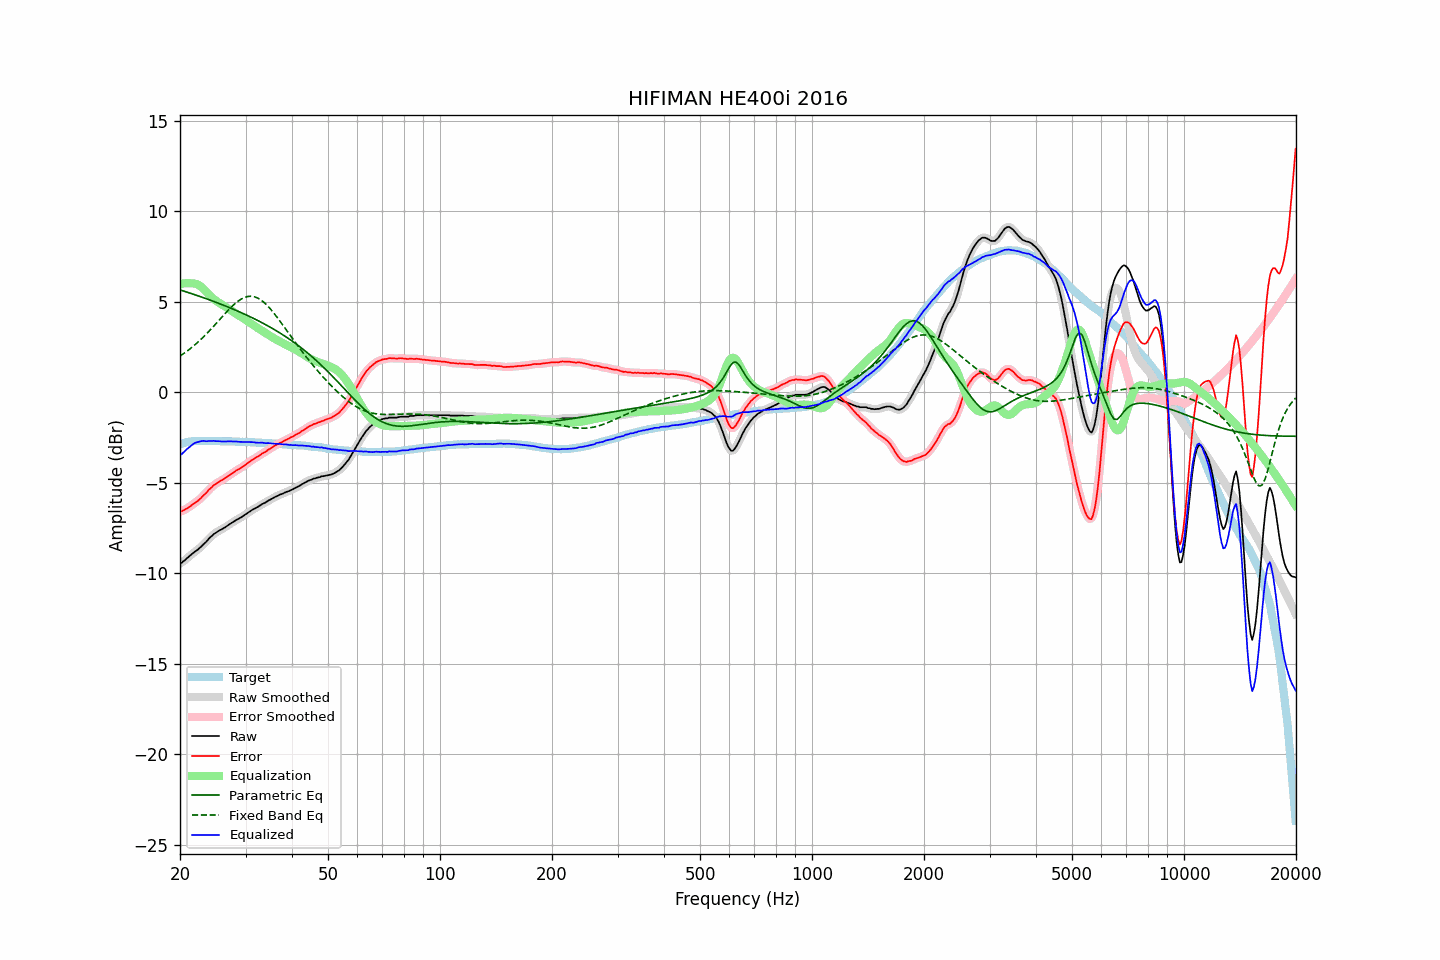 HIFIMAN HE400i 2016
Amplitude (dBr)
15
10
5
0
−5
−10
−15
−20
−25
Target
Raw Smoothed
Error Smoothed
Raw
Error
Equalization
Parametric Eq
Fixed Band Eq
Equalized
20 50 100 200 500 1000 2000 5000 10000 20000
Frequency (Hz)